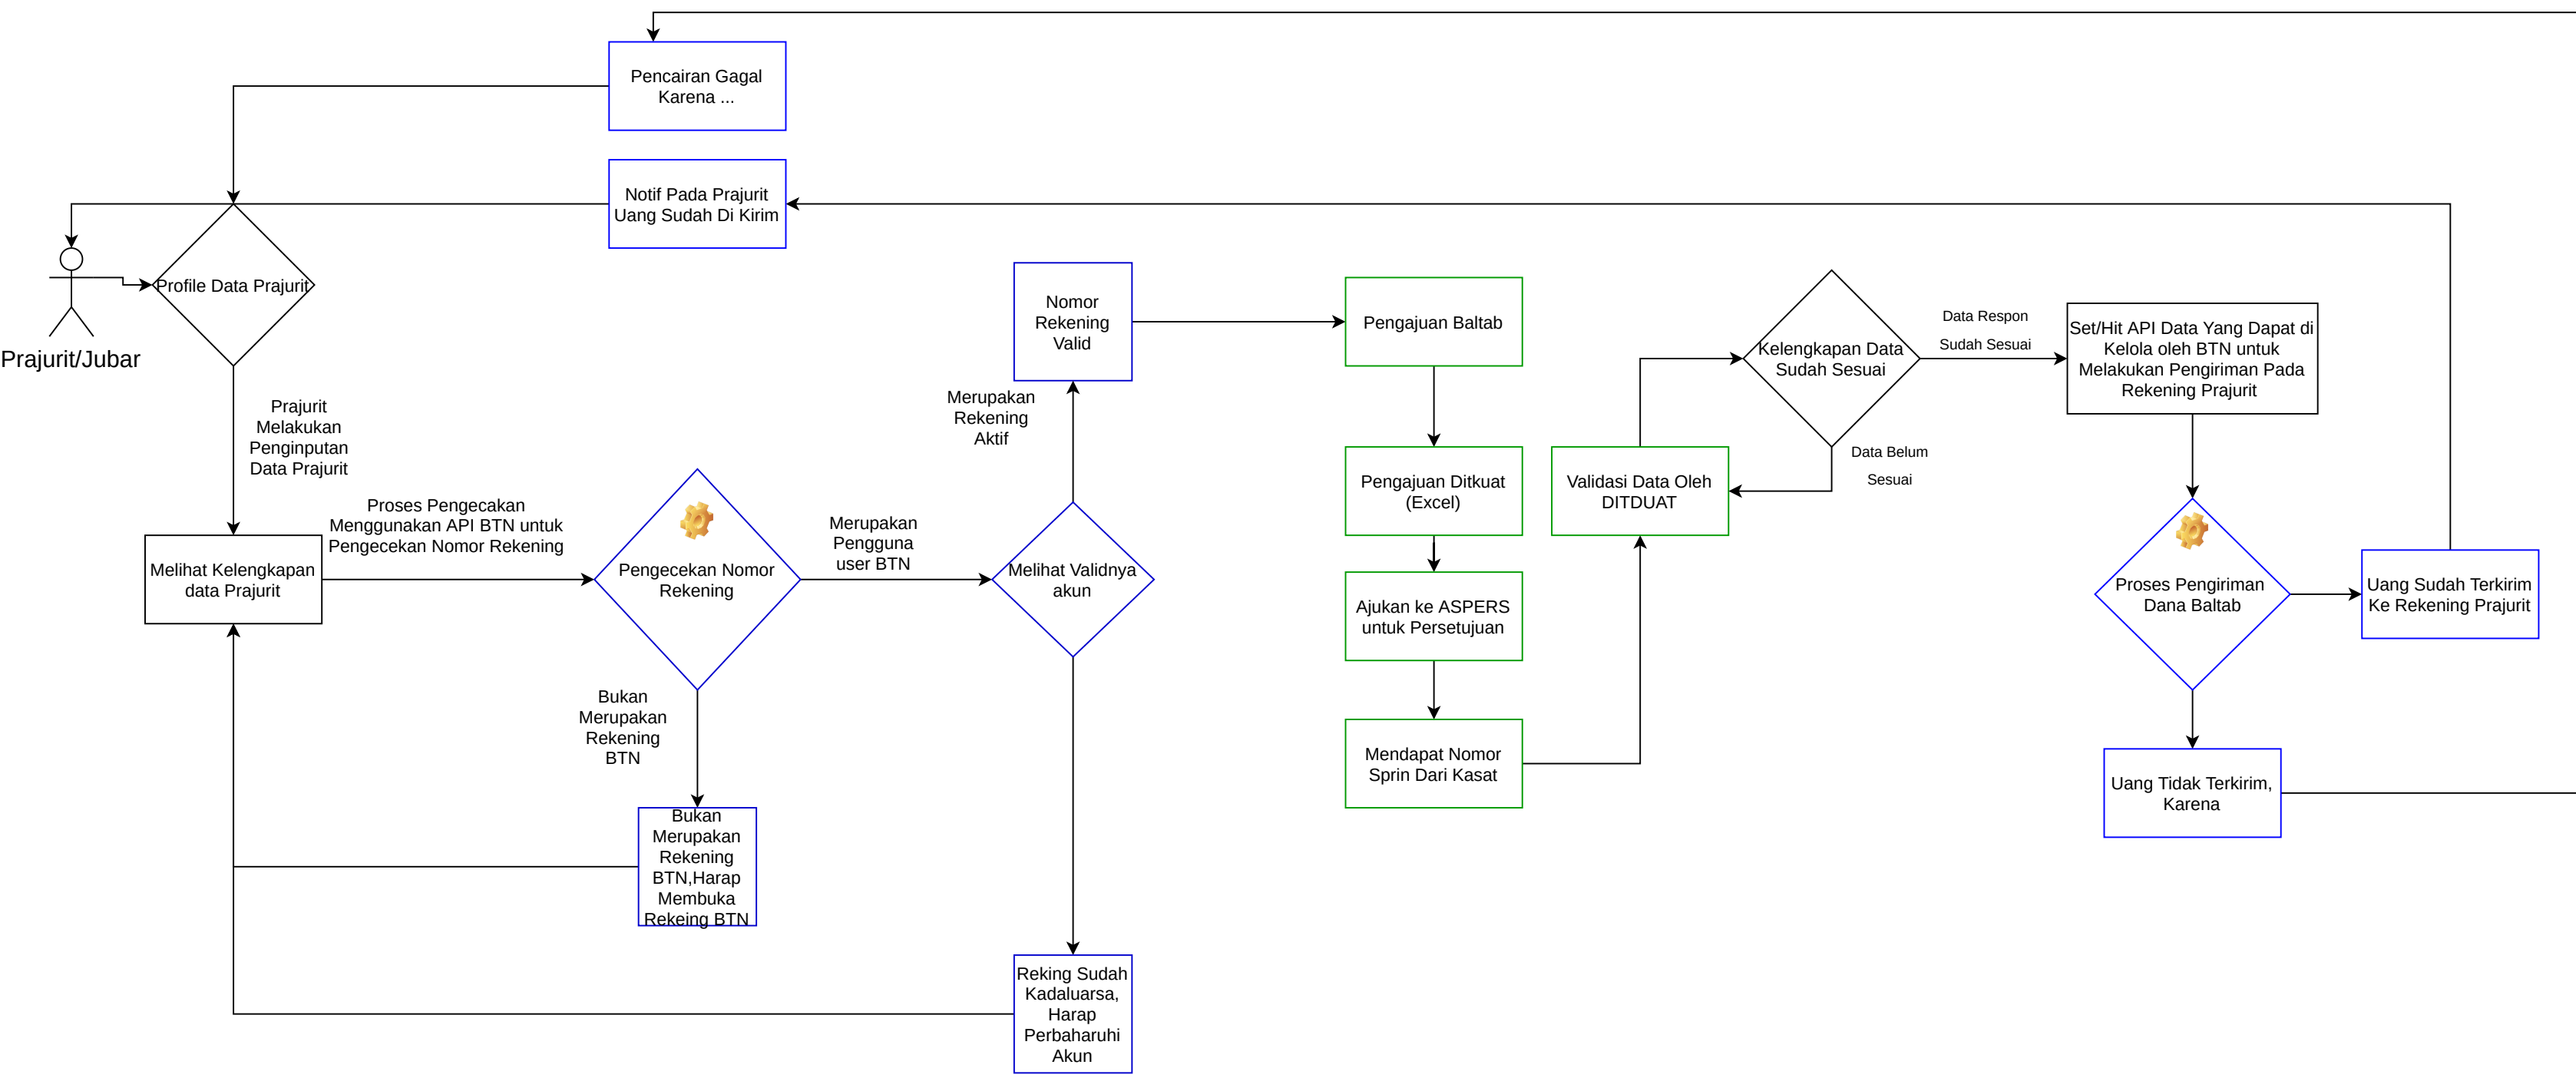 Pencairan Gagal
Karena ...
Notif Pada Prajurit
Uang Sudah Di Kirim
Profile Data Prajurit
Prajurit/Jubar
Prajurit
Melakukan
Penginputan
Data Prajurit
Melihat Kelengkapan
data Prajurit
Proses Pengecakan
Menggunakan API BTN untuk
Pengecekan Nomor Rekening
Pengecekan Nomor
Rekening
Bukan
Merupakan
Rekening
BTN
Bukan
Merupakan
Rekening
BTN,Harap
Membuka
Rekeing BTN
Merupakan
Pengguna
user BTN
Melihat Validnya
akun
Merupakan
Rekening
Aktif
Nomor
Rekening
Valid
Reking Sudah
Kadaluarsa,
Harap
Perbaharuhi
Akun
Pengajuan Baltab
Pengajuan Ditkuat
(Excel)
Ajukan ke ASPERS
untuk Persetujuan
Mendapat Nomor
Sprin Dari Kasat
Validasi Data Oleh
DITDUAT
Kelengkapan Data
Sudah Sesuai
Data Belum
Sesuai
Data Respon
Sudah Sesuai
Set/Hit API Data Yang Dapat di
Kelola oleh BTN untuk
Melakukan Pengiriman Pada
Rekening Prajurit
Proses Pengiriman
Dana Baltab
Uang Sudah Terkirim
Ke Rekening Prajurit
Uang Tidak Terkirim,
Karena